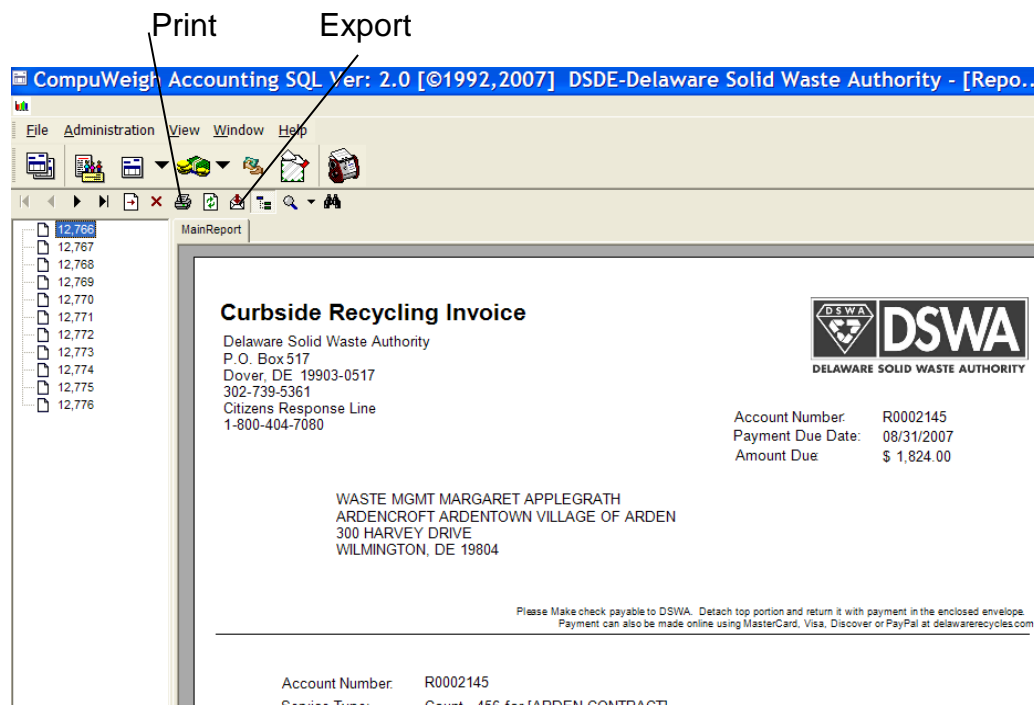 Print Export
CompuWeigh Accounting SQL Ver: 2.0 [©1992,2007] DSDE-Delaware Solid Waste Authority - [Repo..
File Administration View Window Help
12,766
12,767
12,768
12,769
12,770
12,771
12,772
12,773
12,774
12,775
12,776
MainReport
Curbside Recycling Invoice
Delaware Solid Waste Authority
P.O. Box 517
Dover, DE 19903-0517
302-739-5361
Citizens Response Line
1-800-404-7080
DSWA
DSWA
DELAWARE SOLID WASTE AUTHORITY
Account Number: R0002145
Payment Due Date: 08/31/2007
Amount Due: $ 1,824.00
WASTE MGMT MARGARET APPLEGRATH
ARDENCROFT ARDENTOWN VILLAGE OF ARDEN
300 HARVEY DRIVE
WILMINGTON, DE 19804
Please Make check payable to DSWA. Detach top portion and return it with payment in the enclosed envelope.
Payment can also be made online using MasterCard, Visa, Discover or PayPal at delawarerecycles.com
Account Number: R0002145
Service Type: Count - 456 for [ARDEN CONTRACT]